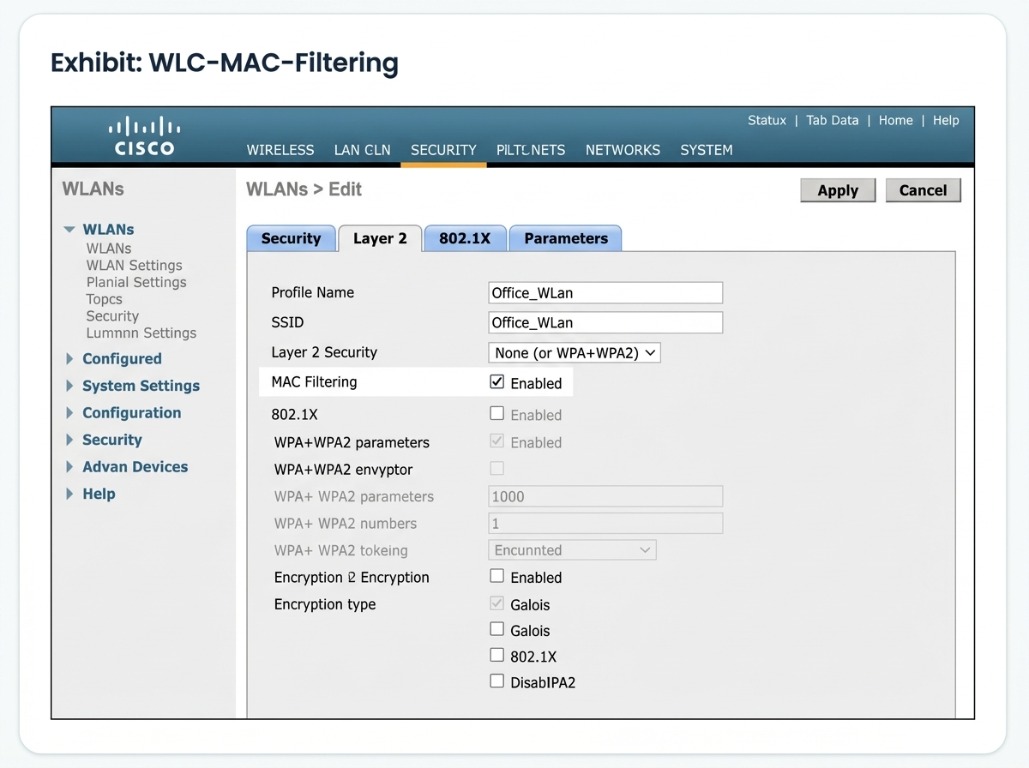 Exhibit: WLC-MAC-Filtering
Statux | Tab Data | Home | Help
CISCO
WIRELESS LAN CLN SECURITY PILTC NETS NETWORKS SYSTEM
WLANs
WLANs > Edit
Apply Cancel
WLANs
WLANs
WLAN Settings
Planial Settings
Topcs
Security
Lummnn Settings
Configured
System Settings
Configuration
Security
Advan Devices
Help
Security Layer 2 802.1X Parameters
Profile Name Office_WLan
SSID Office_WLan
Layer 2 Security None (or WPA+WPA2)
MAC Filtering Enabled
802.1X Enabled
WPA+WPA2 parameters Enabled
WPA+WPA2 envyptor
WPA+ WPA2 parameters 1000
WPA+ WPA2 numbers 1
WPA+ WPA2 tokeing Encunnted
Encryption Encryption Enabled
Encryption type Galois
Galois
802.1X
DisablPA2